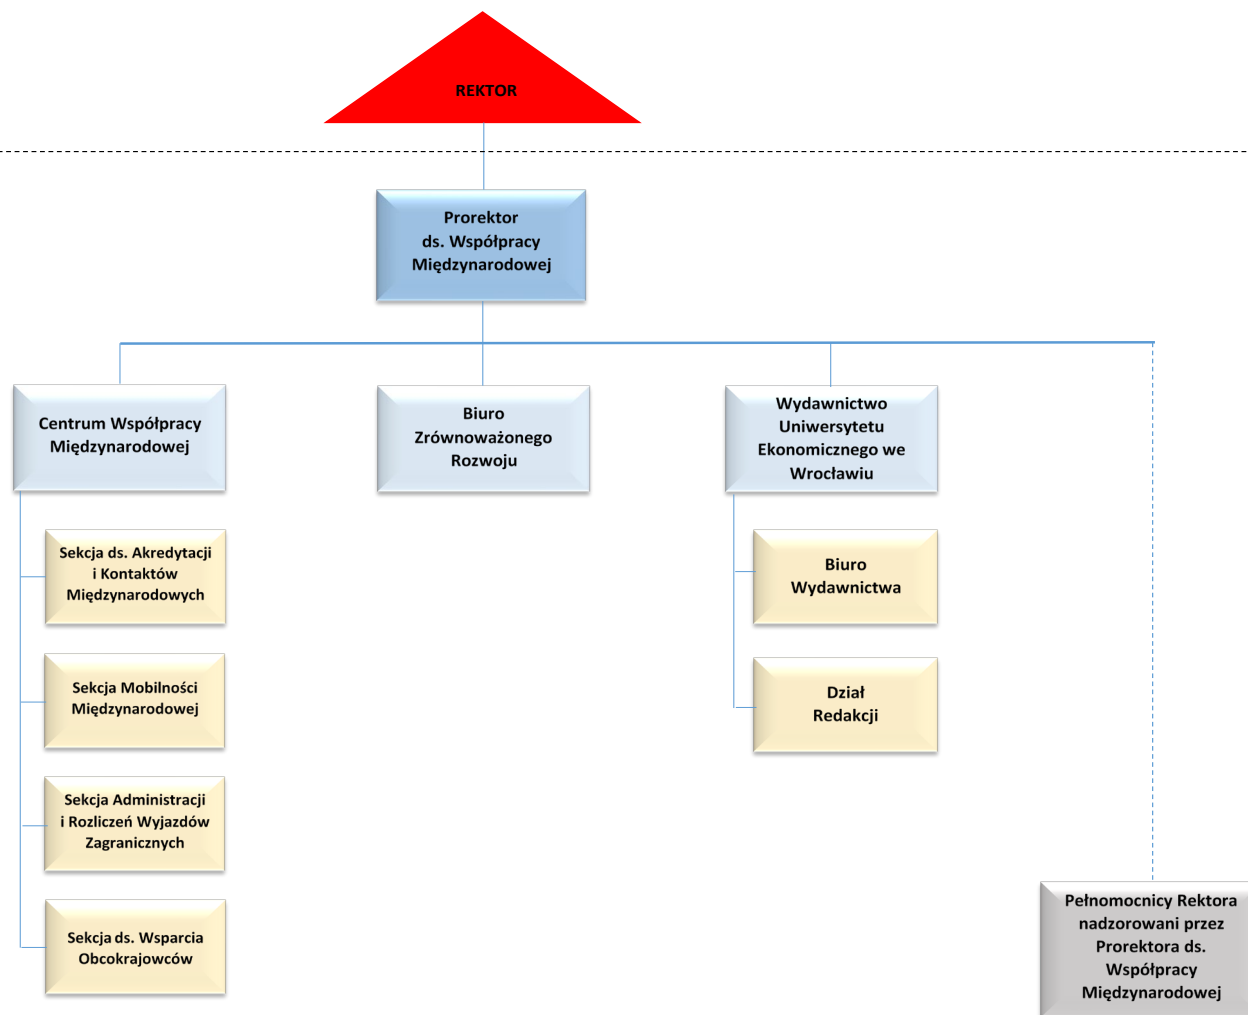 REKTOR
Prorektor
ds. Współpracy
Międzynarodowej
Centrum Współpracy
Międzynarodowej
Biuro
Zrównoważonego
Rozwoju
Wydawnictwo
Uniwersytetu
Ekonomicznego we
Wrocławiu
Sekcja ds. Akredytacji
i Kontaktów
Międzynarodowych
Sekcja Mobilności
Międzynarodowej
Sekcja Administracji
i Rozliczeń Wyjazdów
Zagranicznych
Sekcja ds. Wsparcia
Obcokrajowców
Biuro
Wydawnictwa
Dział
Redakcji
Pełnomocnicy Rektora
nadzorowani przez
Prorektora ds.
Współpracy
Międzynarodowej